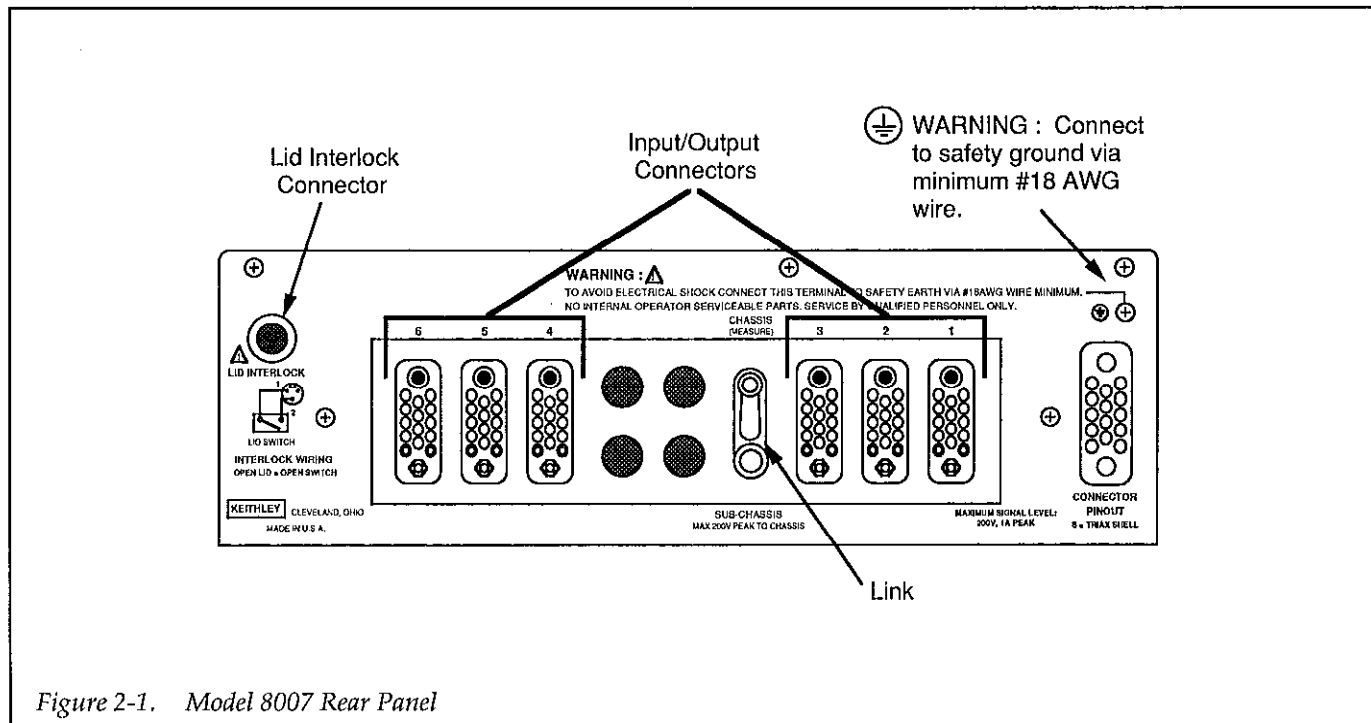 Lid Interlock
Connector
Input/Output
Connectors
WARNING : Connect
to safety ground via
minimum #18 AWG
wire.
WARNING :
TO AVOID ELECTRICAL SHOCK CONNECT THIS TERMINAL TO SAFETY EARTH VIA #18AWG WIRE MINIMUM.
NO INTERNAL OPERATOR SERVICEABLE PARTS. SERVICE BY QUALIFIED PERSONNEL ONLY.
CHASSIS
(MEASURE)
6 5 4 3 2 1
LID INTERLOCK
1
2
LID SWITCH
INTERLOCK WIRING
OPEN LID = OPEN SWITCH
KEITHLEY CLEVELAND, OHIO
MADE IN U.S.A.
SUB-CHASSIS
MAX 200V PEAK TO CHASSIS
MAXIMUM SIGNAL LEVEL:
200V, 1A PEAK
CONNECTOR
PINOUT
S = TRIAX SHELL
Link
Figure 2-1. Model 8007 Rear Panel